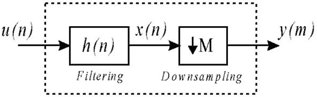 u(n) x(n) y(m)
h(n) ↓M
Filtering Downsampling